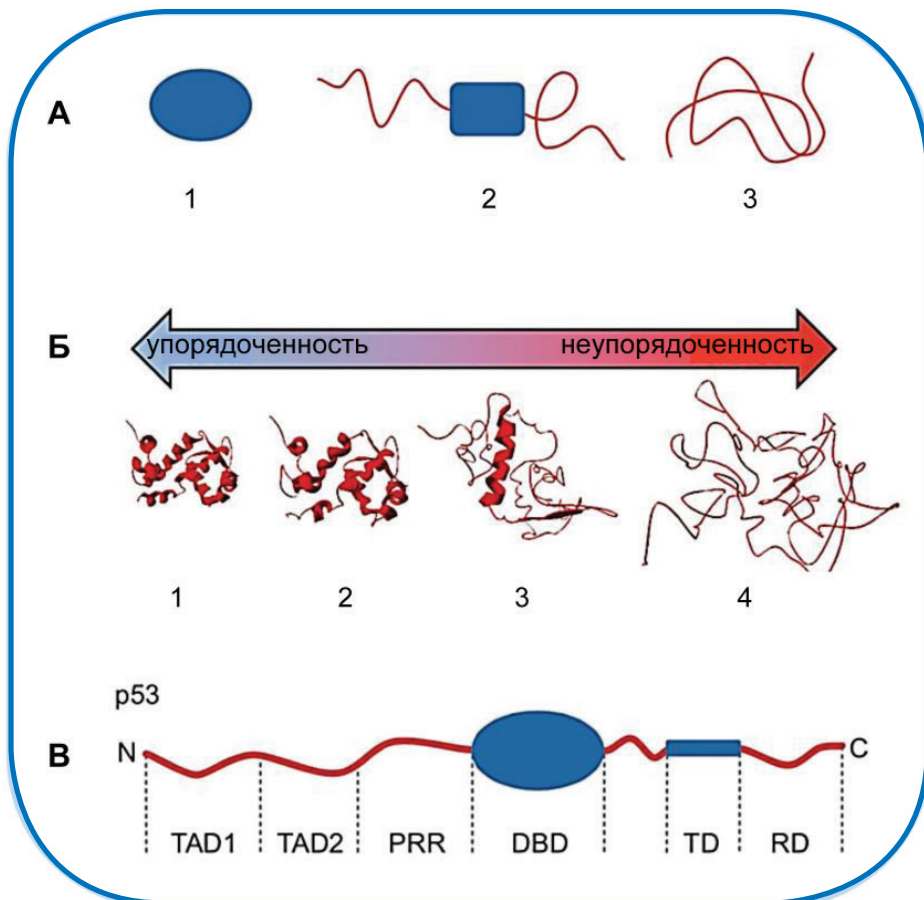 А
1 2 3
Б
упорядоченность неупорядоченность
1 2 3 4
p53
В
N C
TAD1 TAD2 PRR DBD TD RD